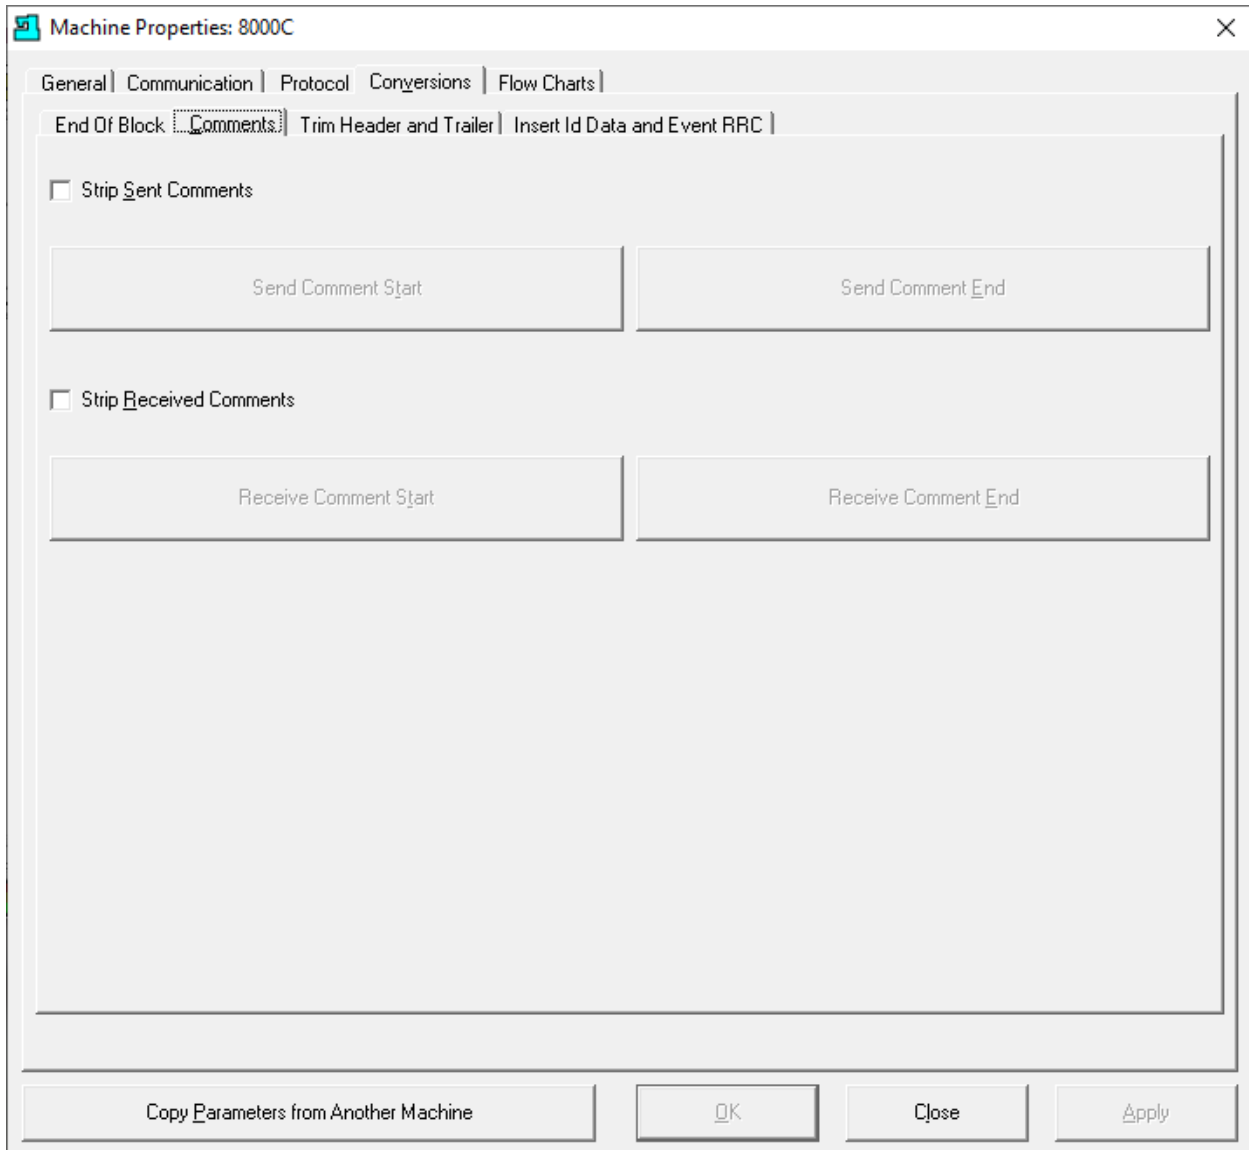 Machine Properties: 8000C
General Communication Protocol Conversions Flow Charts
End Of Block Comments Trim Header and Trailer Insert Id Data and Event RRC
Strip Sent Comments
Send Comment Start Send Comment End
Strip Received Comments
Receive Comment Start Receive Comment End
Copy Parameters from Another Machine OK Close Apply